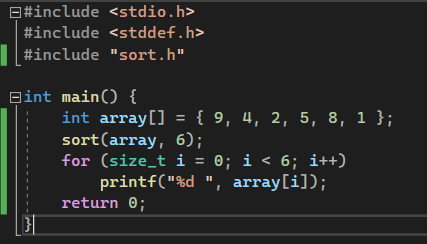 #include <stdio.h>
#include <stddef.h>
#include "sort.h"
int main() {
int array[] = { 9, 4, 2, 5, 8, 1 };
sort(array, 6);
for (size_t i = 0; i < 6; i++)
printf("%d ", array[i]);
return 0;
}